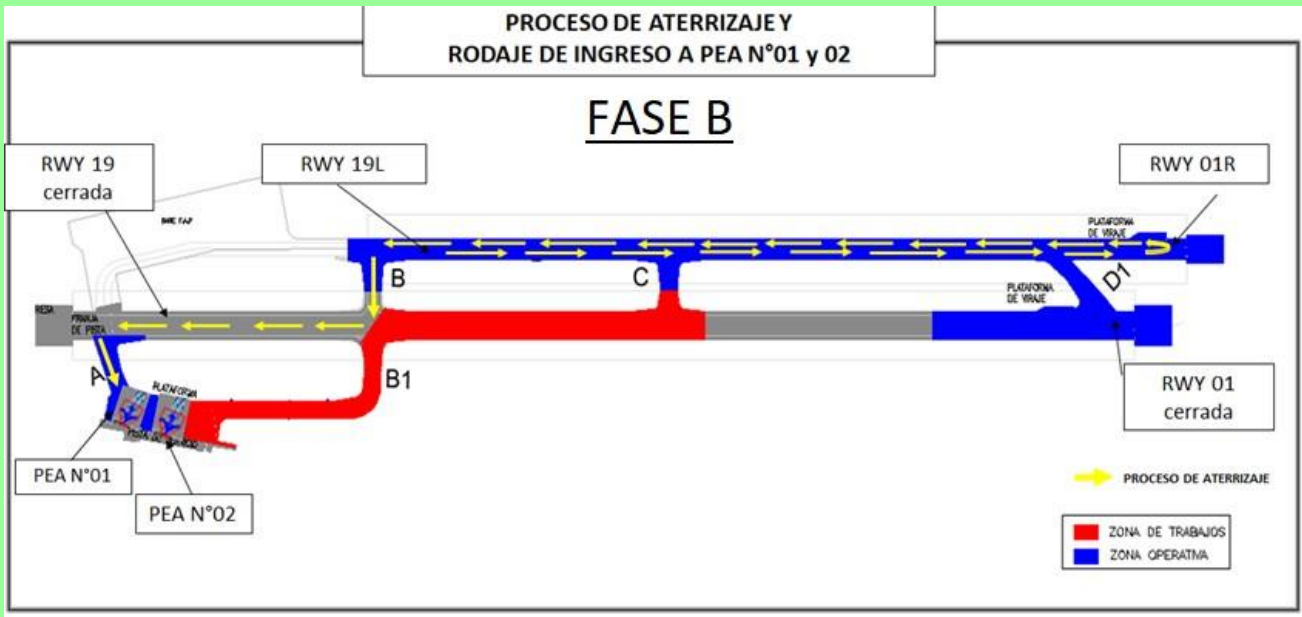 PROCESO DE ATERRIZAJE Y
RODAJE DE INGRESO A PEA N°01 y 02
FASE B
RWY 19
cerrada
RWY 19L
RWY 01R
BASE FAP
PLATAFORMA
DE VIRAJE
B
C
D1
PLATAFORMA
DE VIRAJE
RESA
FRANJA
DE PISTA
A
PLATAFORMA
B1
RWY 01
cerrada
PEA N°01
PEA N°02
PROCESO DE ATERRIZAJE
ZONA DE TRABAJOS
ZONA OPERATIVA